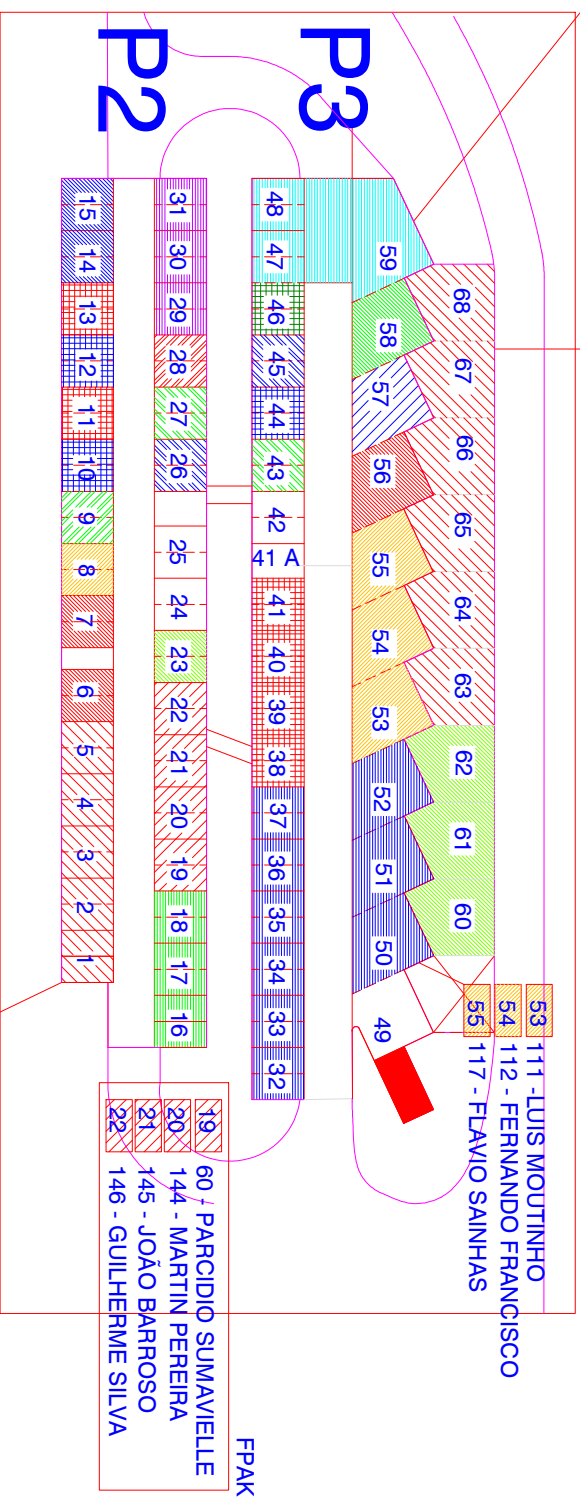 P3
P2
68 67 66 65 64 63 62 61 60
59 58 57 56 55 54 53 52 51 50 49
48 47 46 45 44 43 42 41 A 41 40 39 38 37 36 35 34 33 32
31 30 29 28 27 26 25 24 23 22 21 20 19 18 17 16
15 14 13 12 11 10 9 8 7 6 5 4 3 2 1
53 111 -LUIS MOUTINHO
54 112 - FERNANDO FRANCISCO
55 117 - FLAVIO SAINHAS
FPAK
19 60 - PARCIDIO SUMAVIELLE
20 144 - MARTIN PEREIRA
21 145 - JOÃO BARROSO
22 146 - GUILHERME SILVA